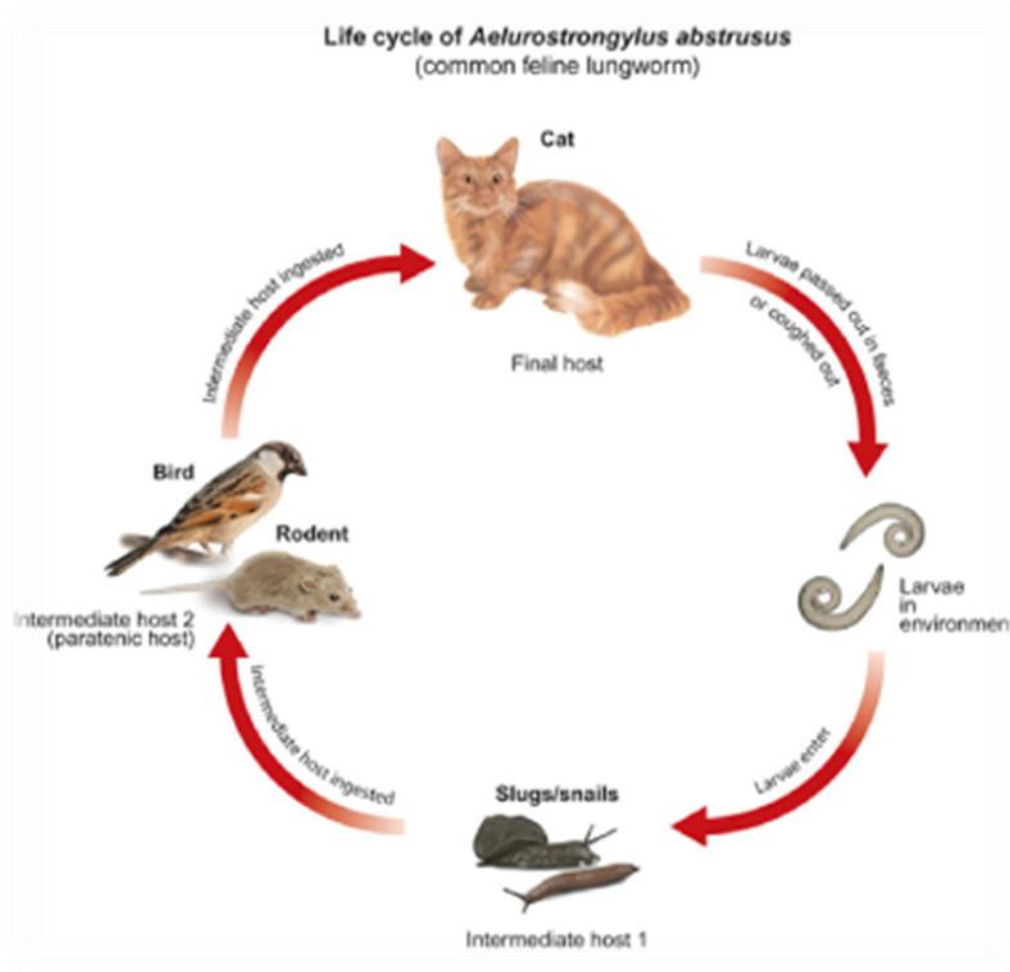 Life cycle of Aelurostrongylus abstrusus
(common feline lungworm)
Cat
Final host
Larvae passed out in faeces
or coughed out
Larvae
in
environmen
Larvae enter
Slugs/snails
Intermediate host 1
Intermediate host ingested
Bird
Rodent
ntermediate host 2
(paratenic host)
Intermediate host ingested